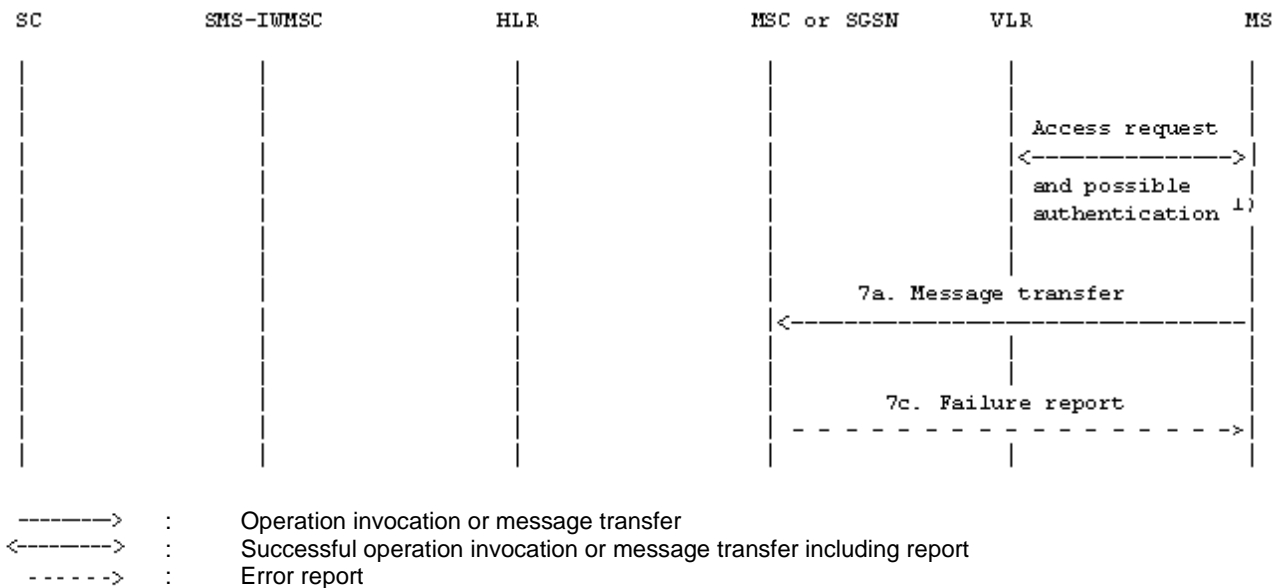 SC SMS-IWMSC HLR MSC or SGSN VLR MS
Access request
and possible
authentication 1)
7a. Message transfer
7c. Failure report
: Operation invocation or message transfer
: Successful operation invocation or message transfer including report
: Error report